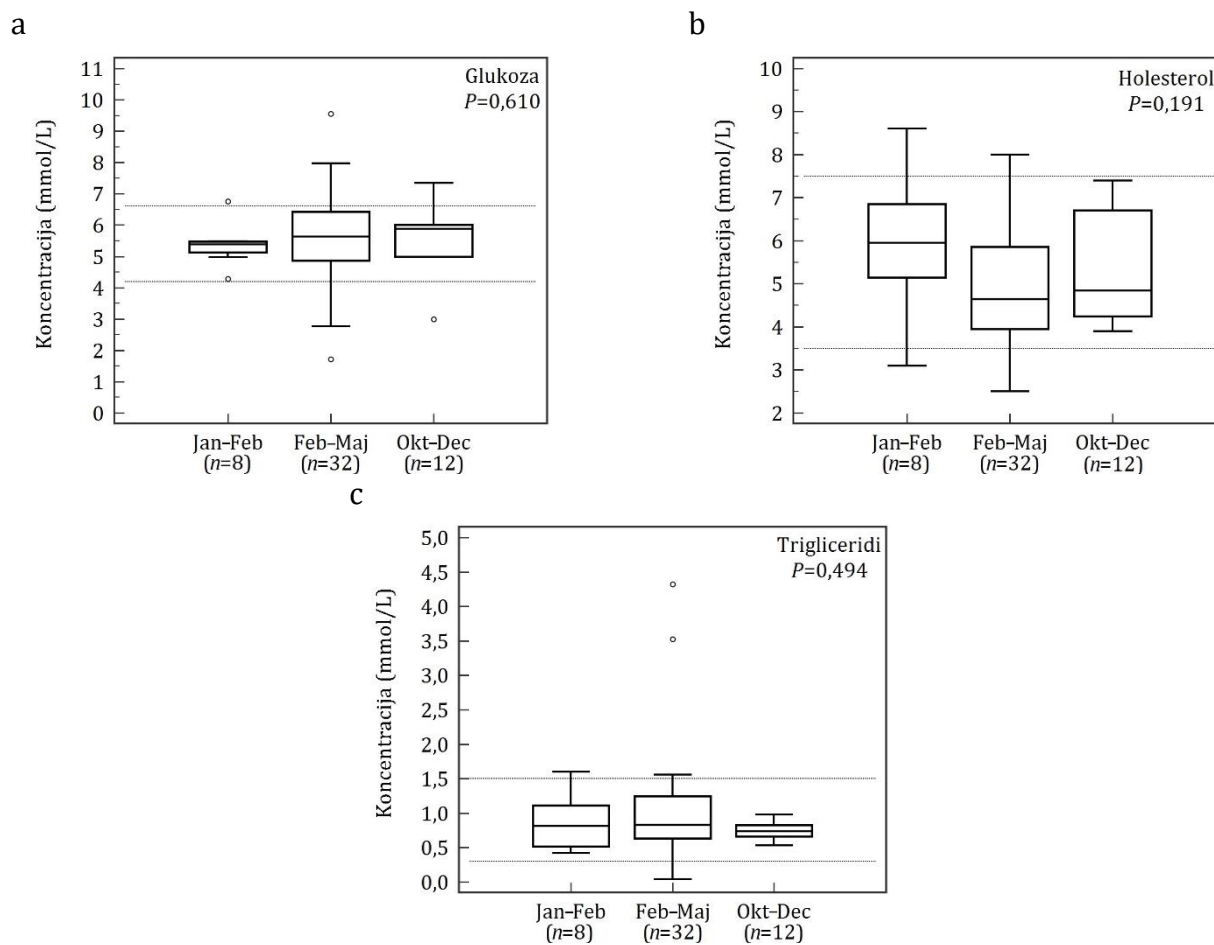 a
Glukoza
P=0,610
Koncentracija (mmol/L)
11
10
9
8
7
6
5
4
3
2
1
0
Jan–Feb
(n=8)
Feb–Maj
(n=32)
Okt–Dec
(n=12)
b
Holesterol
P=0,191
Koncentracija (mmol/L)
10
9
8
7
6
5
4
3
2
Jan–Feb
(n=8)
Feb–Maj
(n=32)
Okt–Dec
(n=12)
c
Trigliceridi
P=0,494
Koncentracija (mmol/L)
5,0
4,5
4,0
3,5
3,0
2,5
2,0
1,5
1,0
0,5
0,0
Jan–Feb
(n=8)
Feb–Maj
(n=32)
Okt–Dec
(n=12)